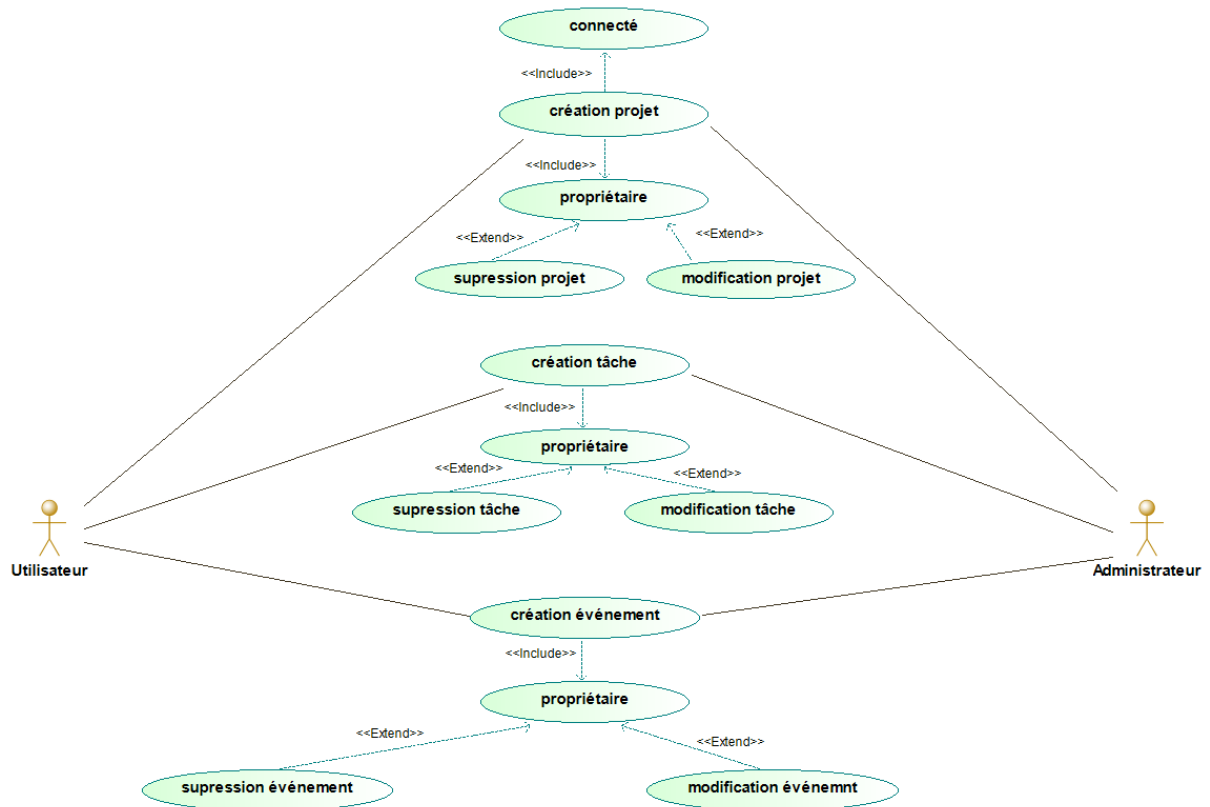 connecté
<<Include>>
création projet
<<Include>>
propriétaire
<<Extend>>
<<Extend>>
supression projet
modification projet
création tâche
<<Include>>
propriétaire
<<Extend>>
<<Extend>>
supression tâche
modification tâche
Utilisateur
Administrateur
création événement
<<Include>>
propriétaire
<<Extend>>
<<Extend>>
supression événement
modification événemnt